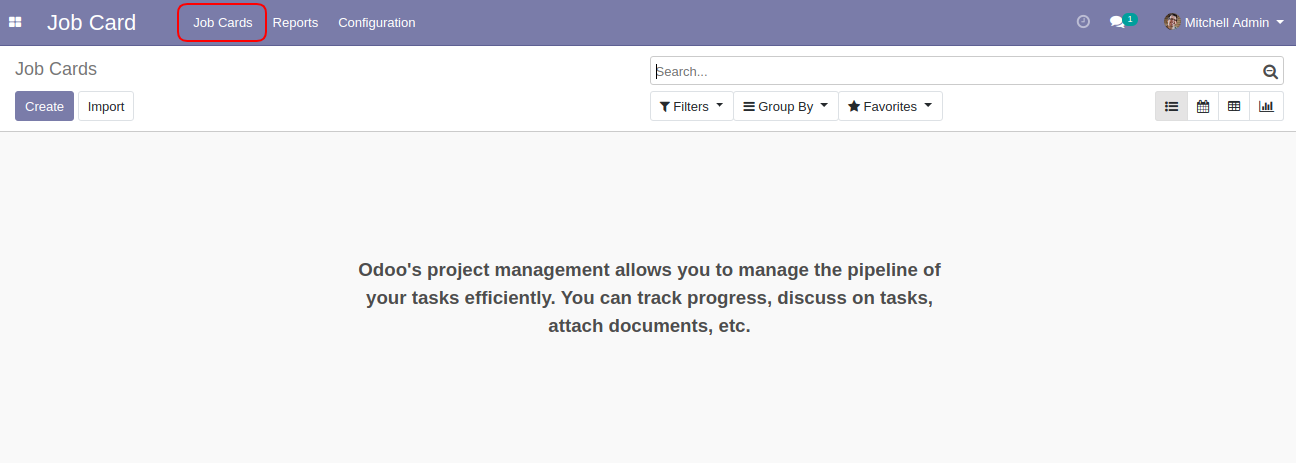 Job Card Job Cards Reports Configuration 1 Mitchell Admin
Job Cards Search...
Create Import Filters Group By Favorites
Odoo's project management allows you to manage the pipeline of
your tasks efficiently. You can track progress, discuss on tasks,
attach documents, etc.